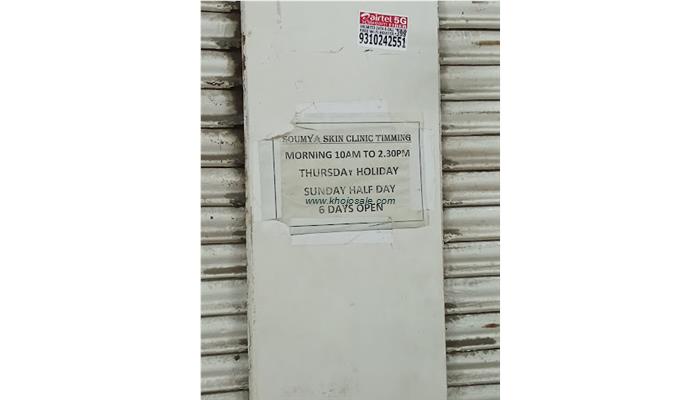 airtel 5G
9310242551
SOUMYA SKIN CLINIC TIMMING
MORNING 10AM TO 2.30PM
THURSDAY HOLIDAY
SUNDAY HALF DAY
www.khojosale.com
6 DAYS OPEN